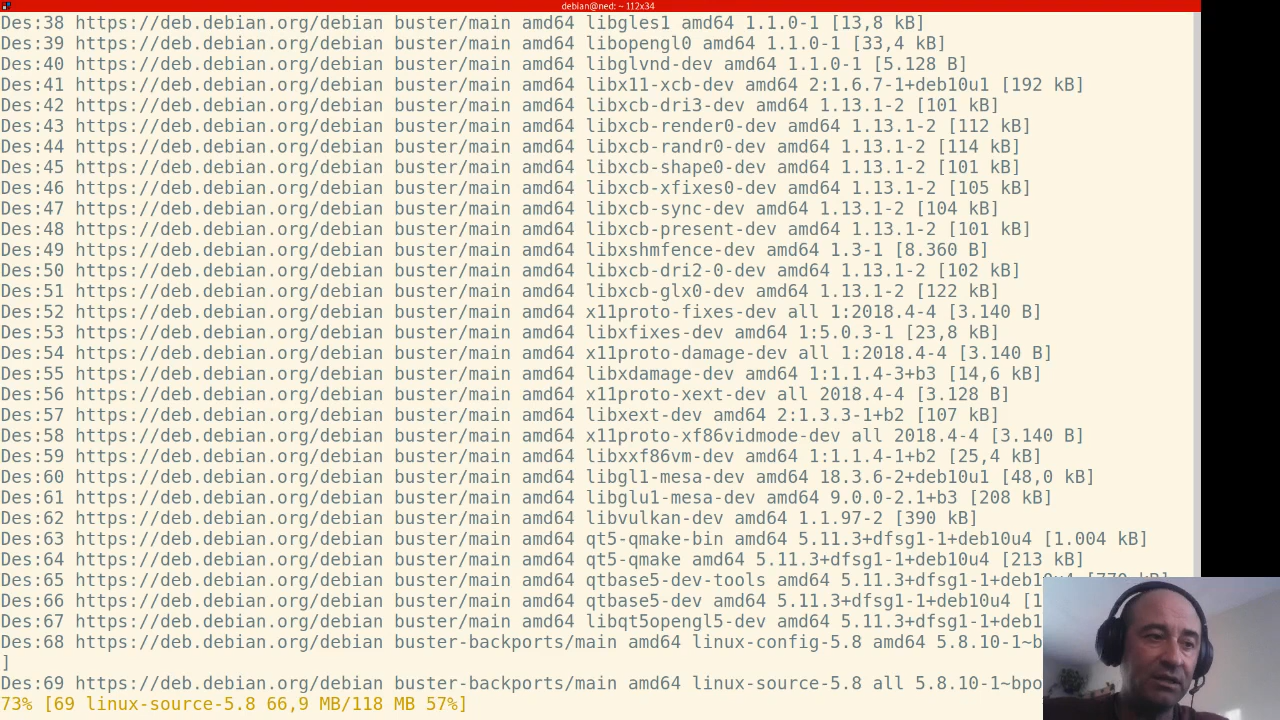 debian@ned: ~ 112x34
Des:38 https://deb.debian.org/debian buster/main amd64 libgles1 amd64 1.1.0-1 [13,8 kB]
Des:39 https://deb.debian.org/debian buster/main amd64 libopengl0 amd64 1.1.0-1 [33,4 kB]
Des:40 https://deb.debian.org/debian buster/main amd64 libglvnd-dev amd64 1.1.0-1 [5.128 B]
Des:41 https://deb.debian.org/debian buster/main amd64 libx11-xcb-dev amd64 2:1.6.7-1+deb10u1 [192 kB]
Des:42 https://deb.debian.org/debian buster/main amd64 libxcb-dri3-dev amd64 1.13.1-2 [101 kB]
Des:43 https://deb.debian.org/debian buster/main amd64 libxcb-render0-dev amd64 1.13.1-2 [112 kB]
Des:44 https://deb.debian.org/debian buster/main amd64 libxcb-randr0-dev amd64 1.13.1-2 [114 kB]
Des:45 https://deb.debian.org/debian buster/main amd64 libxcb-shape0-dev amd64 1.13.1-2 [101 kB]
Des:46 https://deb.debian.org/debian buster/main amd64 libxcb-xfixes0-dev amd64 1.13.1-2 [105 kB]
Des:47 https://deb.debian.org/debian buster/main amd64 libxcb-sync-dev amd64 1.13.1-2 [104 kB]
Des:48 https://deb.debian.org/debian buster/main amd64 libxcb-present-dev amd64 1.13.1-2 [101 kB]
Des:49 https://deb.debian.org/debian buster/main amd64 libxshmfence-dev amd64 1.3-1 [8.360 B]
Des:50 https://deb.debian.org/debian buster/main amd64 libxcb-dri2-0-dev amd64 1.13.1-2 [102 kB]
Des:51 https://deb.debian.org/debian buster/main amd64 libxcb-glx0-dev amd64 1.13.1-2 [122 kB]
Des:52 https://deb.debian.org/debian buster/main amd64 x11proto-fixes-dev all 1:2018.4-4 [3.140 B]
Des:53 https://deb.debian.org/debian buster/main amd64 libxfixes-dev amd64 1:5.0.3-1 [23,8 kB]
Des:54 https://deb.debian.org/debian buster/main amd64 x11proto-damage-dev all 1:2018.4-4 [3.140 B]
Des:55 https://deb.debian.org/debian buster/main amd64 libxdamage-dev amd64 1:1.1.4-3+b3 [14,6 kB]
Des:56 https://deb.debian.org/debian buster/main amd64 x11proto-xext-dev all 2018.4-4 [3.128 B]
Des:57 https://deb.debian.org/debian buster/main amd64 libxext-dev amd64 2:1.3.3-1+b2 [107 kB]
Des:58 https://deb.debian.org/debian buster/main amd64 x11proto-xf86vidmode-dev all 2018.4-4 [3.140 B]
Des:59 https://deb.debian.org/debian buster/main amd64 libxxf86vm-dev amd64 1:1.1.4-1+b2 [25,4 kB]
Des:60 https://deb.debian.org/debian buster/main amd64 libgl1-mesa-dev amd64 18.3.6-2+deb10u1 [48,0 kB]
Des:61 https://deb.debian.org/debian buster/main amd64 libglu1-mesa-dev amd64 9.0.0-2.1+b3 [208 kB]
Des:62 https://deb.debian.org/debian buster/main amd64 libvulkan-dev amd64 1.1.97-2 [390 kB]
Des:63 https://deb.debian.org/debian buster/main amd64 qt5-qmake-bin amd64 5.11.3+dfsg1-1+deb10u4 [1.004 kB]
Des:64 https://deb.debian.org/debian buster/main amd64 qt5-qmake amd64 5.11.3+dfsg1-1+deb10u4 [213 kB]
Des:65 https://deb.debian.org/debian buster/main amd64 qtbase5-dev-tools amd64 5.11.3+dfsg1-1+deb10u4
Des:66 https://deb.debian.org/debian buster/main amd64 qtbase5-dev amd64 5.11.3+dfsg1-1+deb10u4 [1
Des:67 https://deb.debian.org/debian buster/main amd64 libqt5opengl5-dev amd64 5.11.3+dfsg1-1+deb1
Des:68 https://deb.debian.org/debian buster-backports/main amd64 linux-config-5.8 amd64 5.8.10-1~b
]
Des:69 https://deb.debian.org/debian buster-backports/main amd64 linux-source-5.8 all 5.8.10-1~bpo
73% [69 linux-source-5.8 66,9 MB/118 MB 57%]